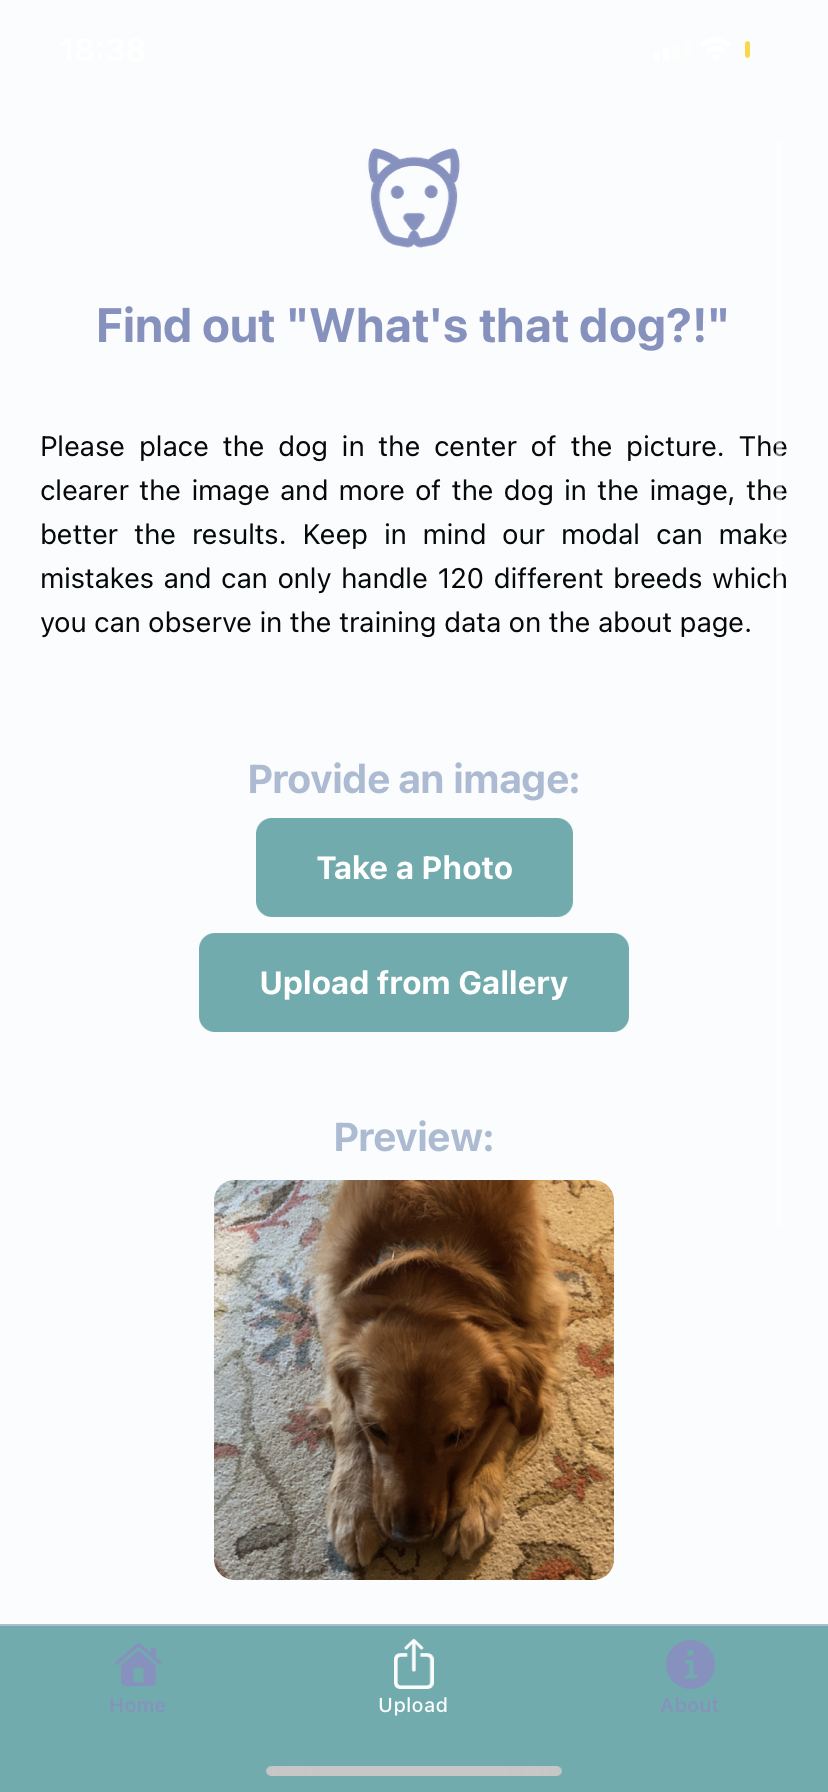 18:38
Find out "What's that dog?!"
Please place the dog in the center of the picture. The
clearer the image and more of the dog in the image, the
better the results. Keep in mind our modal can make
mistakes and can only handle 120 different breeds which
you can observe in the training data on the about page.
Provide an image:
Take a Photo
Upload from Gallery
Preview:
Home
Upload
About